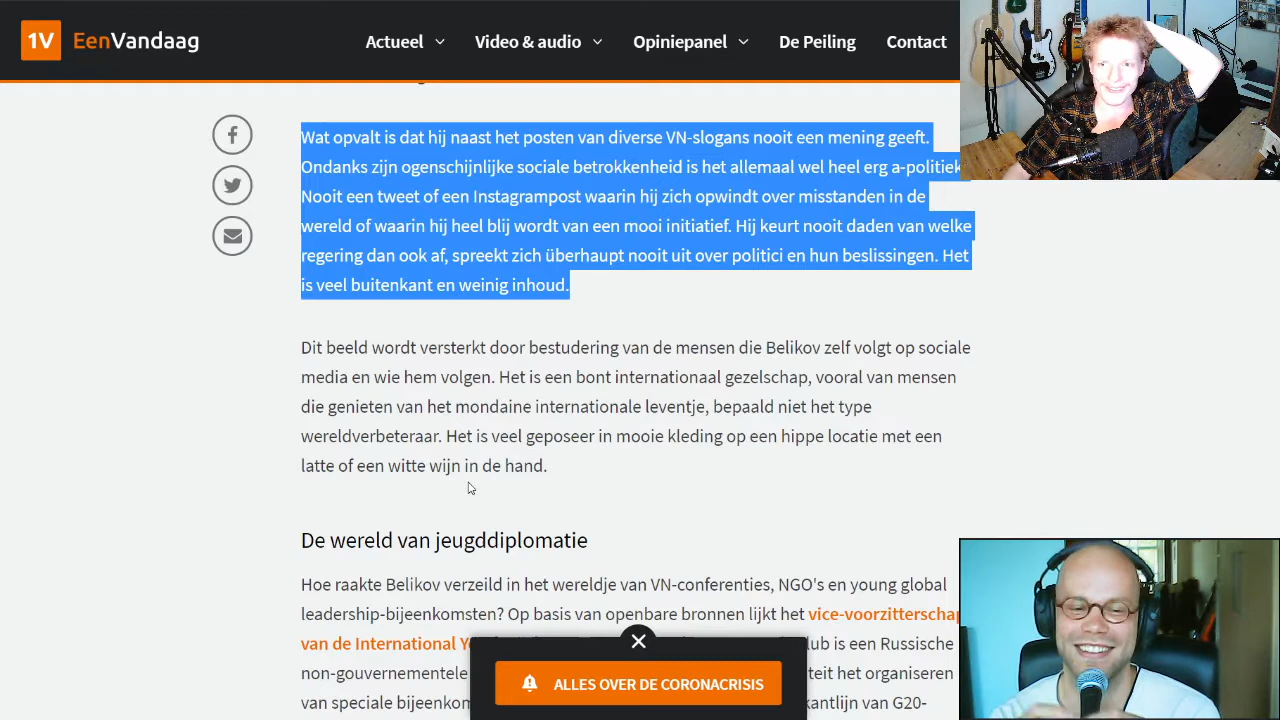 1V EenVandaag
Actueel
Video & audio
Opiniepanel
De Peiling
Contact
Wat opvalt is dat hij naast het posten van diverse VN-slogans nooit een mening geeft.
Ondanks zijn ogenschijnlijke sociale betrokkenheid is het allemaal wel heel erg a-politiek
Nooit een tweet of een Instagrampost waarin hij zich opwindt over misstanden in de
wereld of waarin hij heel blij wordt van een mooi initiatief. Hij keurt nooit daden van welke
regering dan ook af, spreekt zich überhaupt nooit uit over politici en hun beslissingen. Het
is veel buitenkant en weinig inhoud.
Dit beeld wordt versterkt door bestudering van de mensen die Belikov zelf volgt op sociale
media en wie hem volgen. Het is een bont internationaal gezelschap, vooral van mensen
die genieten van het mondaine internationale leventje, bepaald niet het type
wereldverbeteraar. Het is veel geposeer in mooie kleding op een hippe locatie met een
latte of een witte wijn in de hand.
De wereld van jeugddiplomatie
Hoe raakte Belikov verzeild in het wereldje van VN-conferenties, NGO's en young global
leadership-bijeenkomsten? Op basis van openbare bronnen lijkt het vice-voorzitterschap
van de International Russische
non-gouvernementele teit het organiseren
van speciale kantlijn van G20-
ALLES OVER DE CORONACRISIS